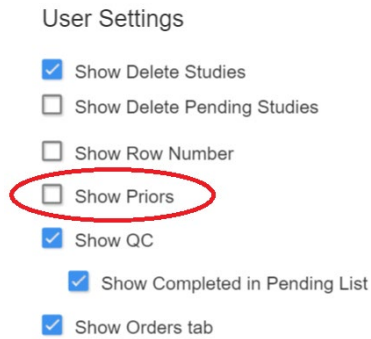 User Settings
Show Delete Studies
Show Delete Pending Studies
Show Row Number
Show Priors
Show QC
Show Completed in Pending List
Show Orders tab